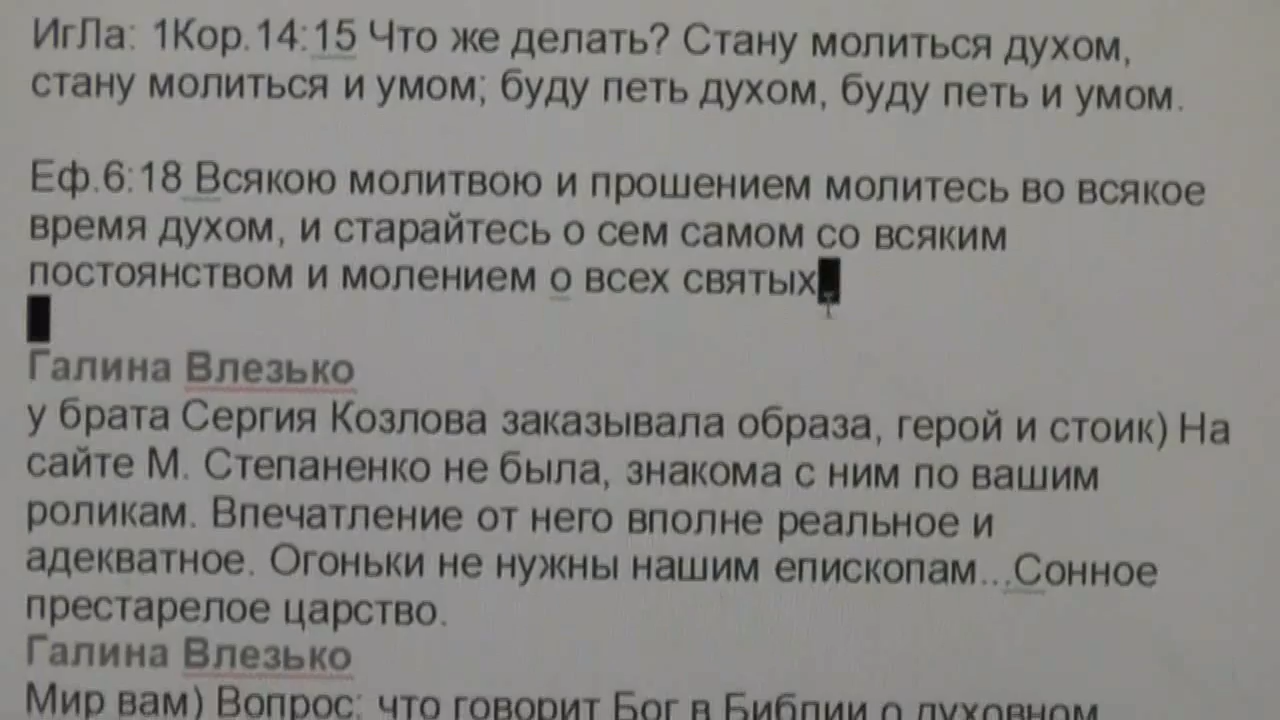 ИгЛа: 1Кор.14:15 Что же делать? Стану молиться духом,
стану молиться и умом; буду петь духом, буду петь и умом.
Еф.6:18 Всякою молитвою и прошением молитесь во всякое
время духом, и старайтесь о сем самом со всяким
постоянством и молением о всех святых
Галина Влезько
у брата Сергия Козлова заказывала образа, герой и стоик) На
сайте М. Степаненко не была, знакома с ним по вашим
роликам. Впечатление от него вполне реальное и
адекватное. Огоньки не нужны нашим епископам...Сонное
престарелое царство.
Галина Влезько
Мир вам) Вопрос: что говорит Бог в Библии о духовном